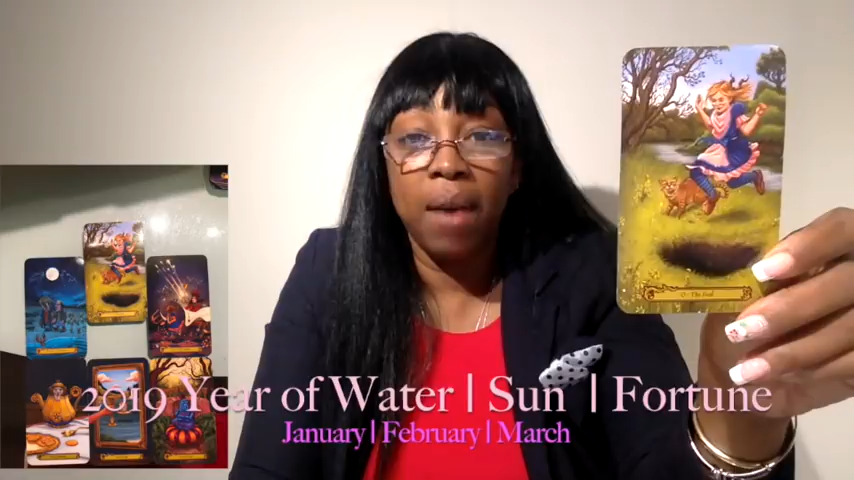 0 - The Fool
2019 Year of Water | Sun | Fortune
January | February | March